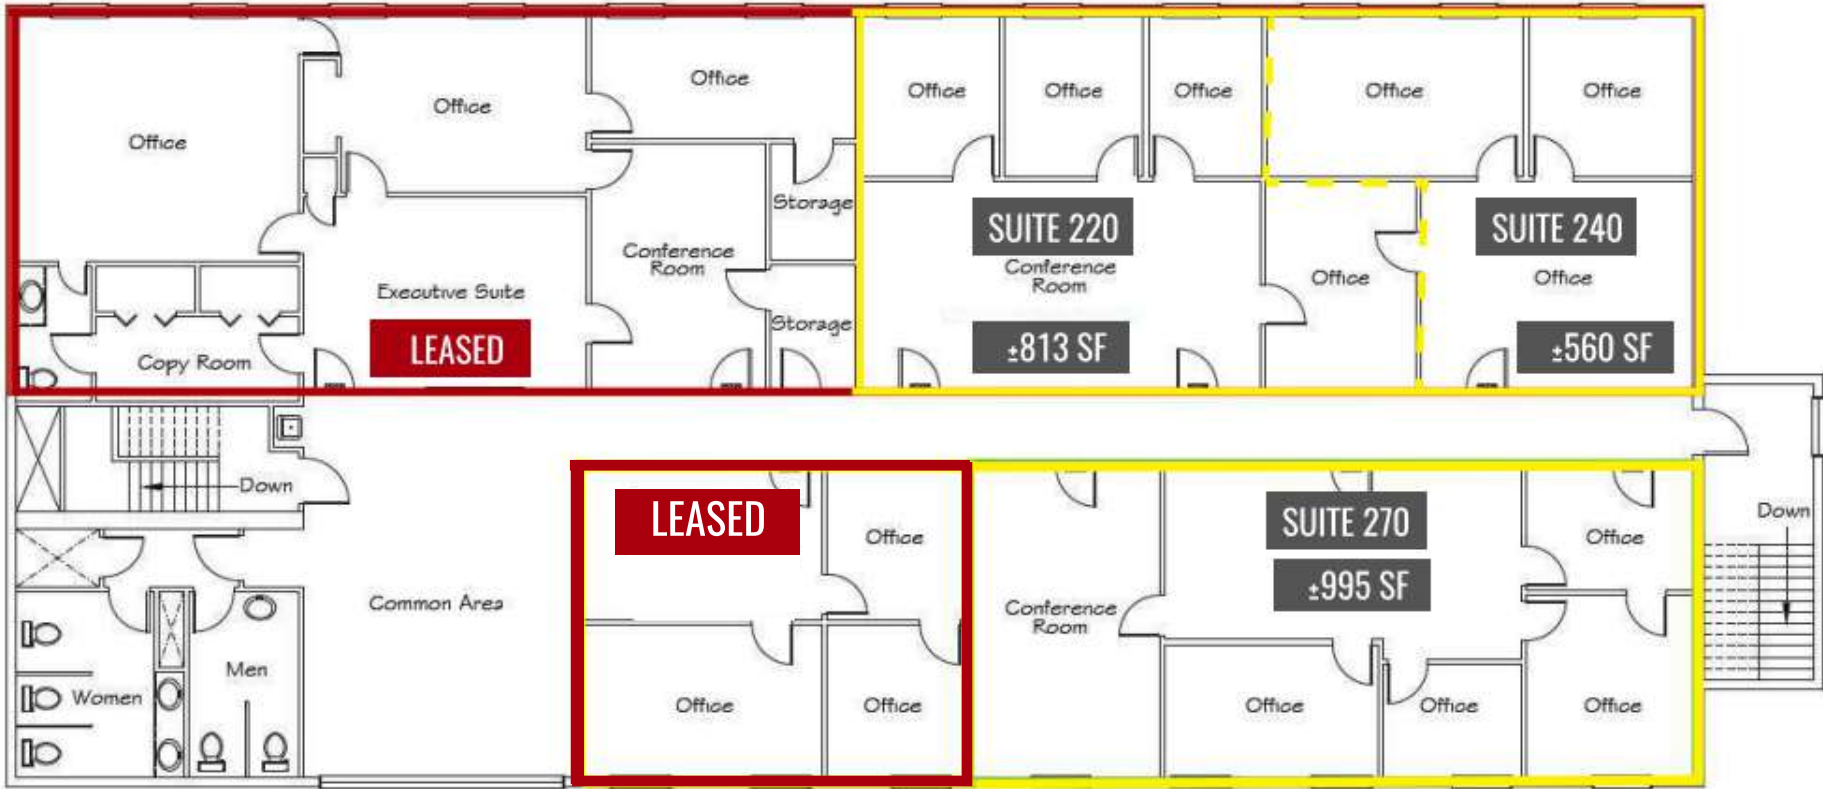 Office
Office
Office
Office
Office
Office
Office
Office
Storage
Conference
Room
Executive Suite
LEASED
Storage
Copy Room
SUITE 220
Conference
Room
±813 SF
Office
SUITE 240
Office
±560 SF
Down
Common Area
Women
Men
LEASED
Office
Office
Office
Conference
Room
SUITE 270
±995 SF
Office
Office
Office
Office
Down